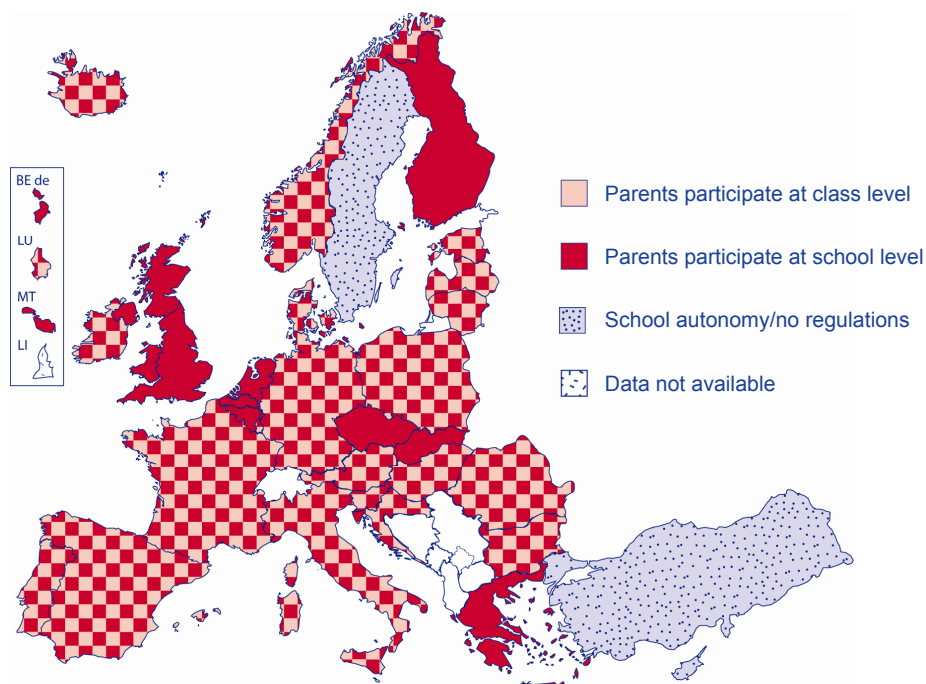 BE de
LU
MT
LI
Parents participate at class level
Parents participate at school level
School autonomy/no regulations
Data not available